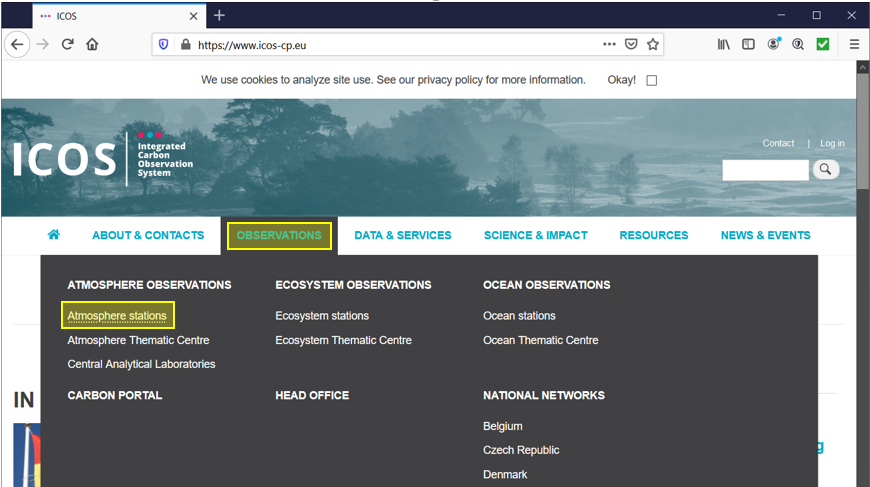 ICOS
https://www.icos-cp.eu
We use cookies to analyze site use. See our privacy policy for more information. Okay!
ICOS
Integrated
Carbon
Observation
System
Contact | Log in
ABOUT & CONTACTS OBSERVATIONS DATA & SERVICES SCIENCE & IMPACT RESOURCES NEWS & EVENTS
ATMOSPHERE OBSERVATIONS ECOSYSTEM OBSERVATIONS OCEAN OBSERVATIONS
Atmosphere stations Ecosystem stations Ocean stations
Atmosphere Thematic Centre Ecosystem Thematic Centre Ocean Thematic Centre
Central Analytical Laboratories
CARBON PORTAL HEAD OFFICE NATIONAL NETWORKS
IN
Belgium
g
Czech Republic
Denmark